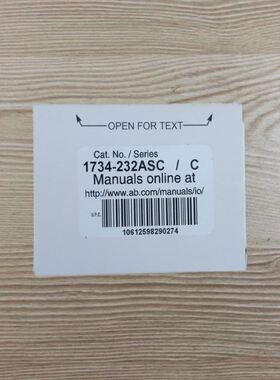 OPEN FOR TEXT
Cat. No. / Series
1734-232ASC / C
Manuals online at
http://www.ab.com/manuals/io/
U.P.C.
10612598290274